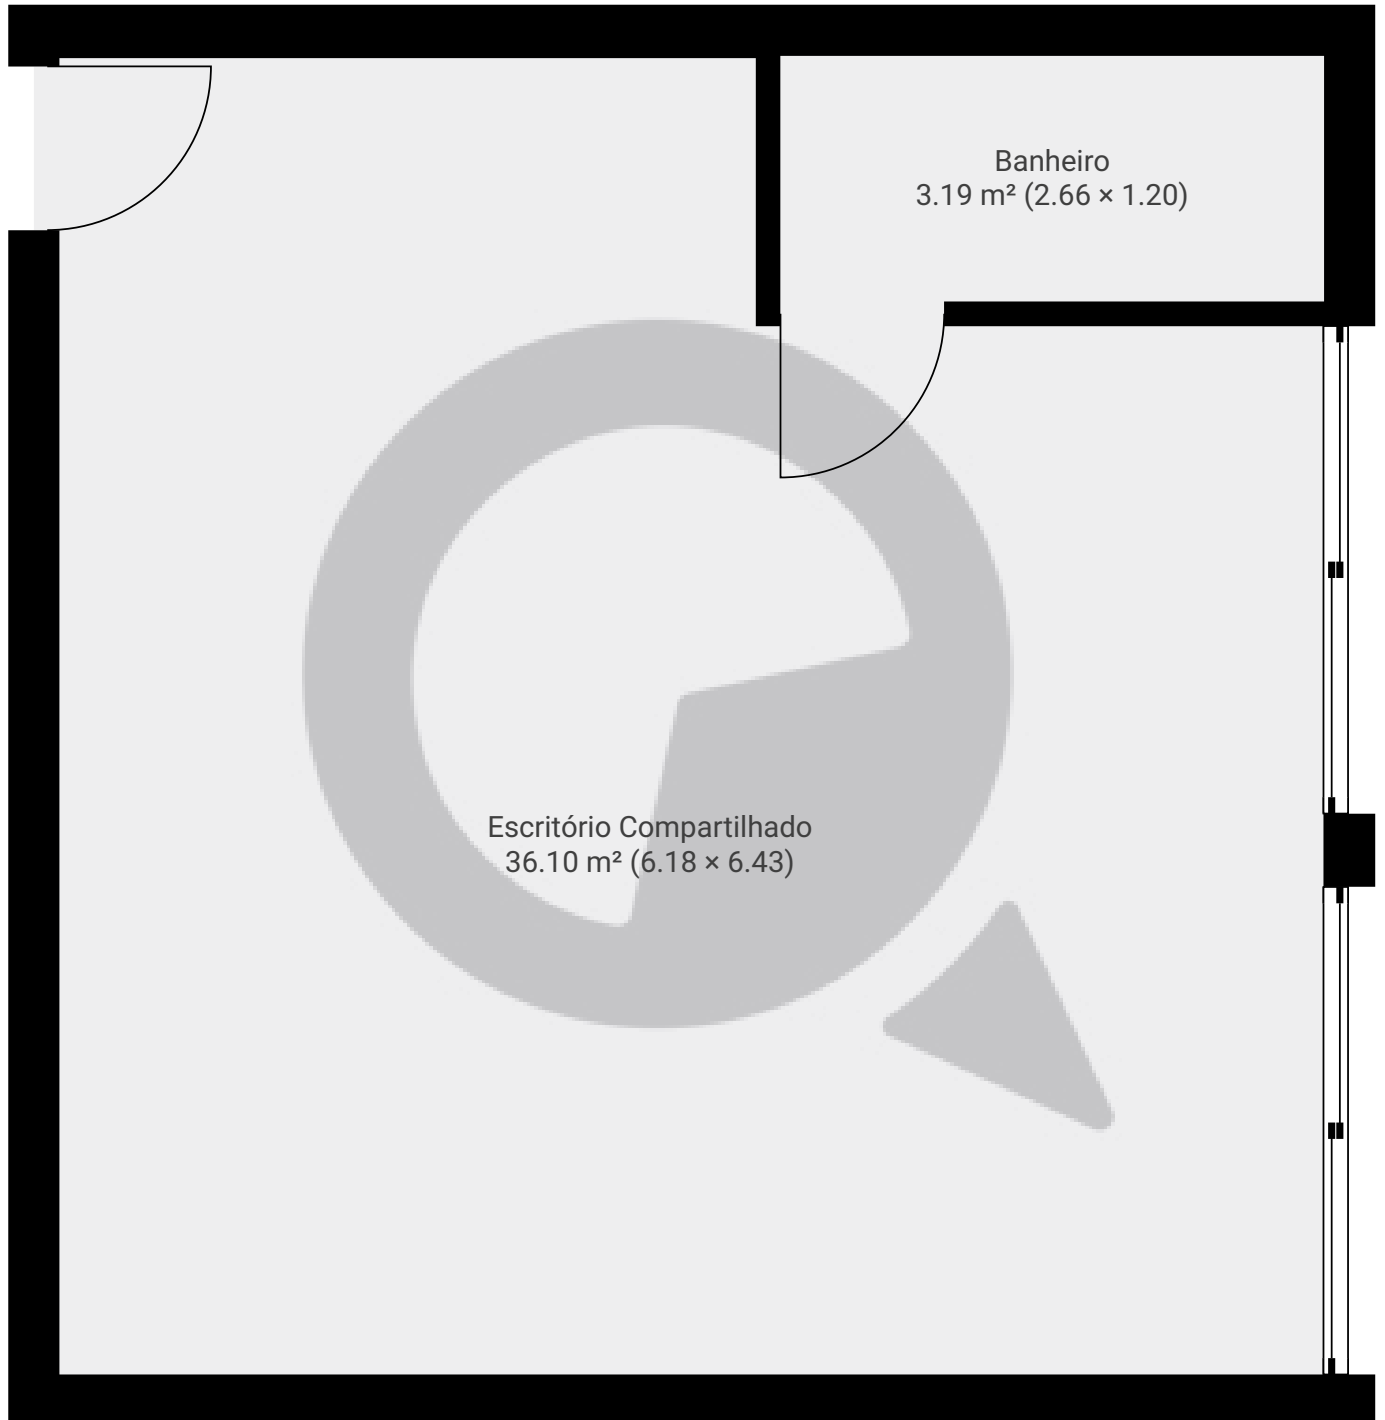 Banheiro
3.19 m² (2.66 × 1.20)
Escritório Compartilhado
36.10 m² (6.18 × 6.43)